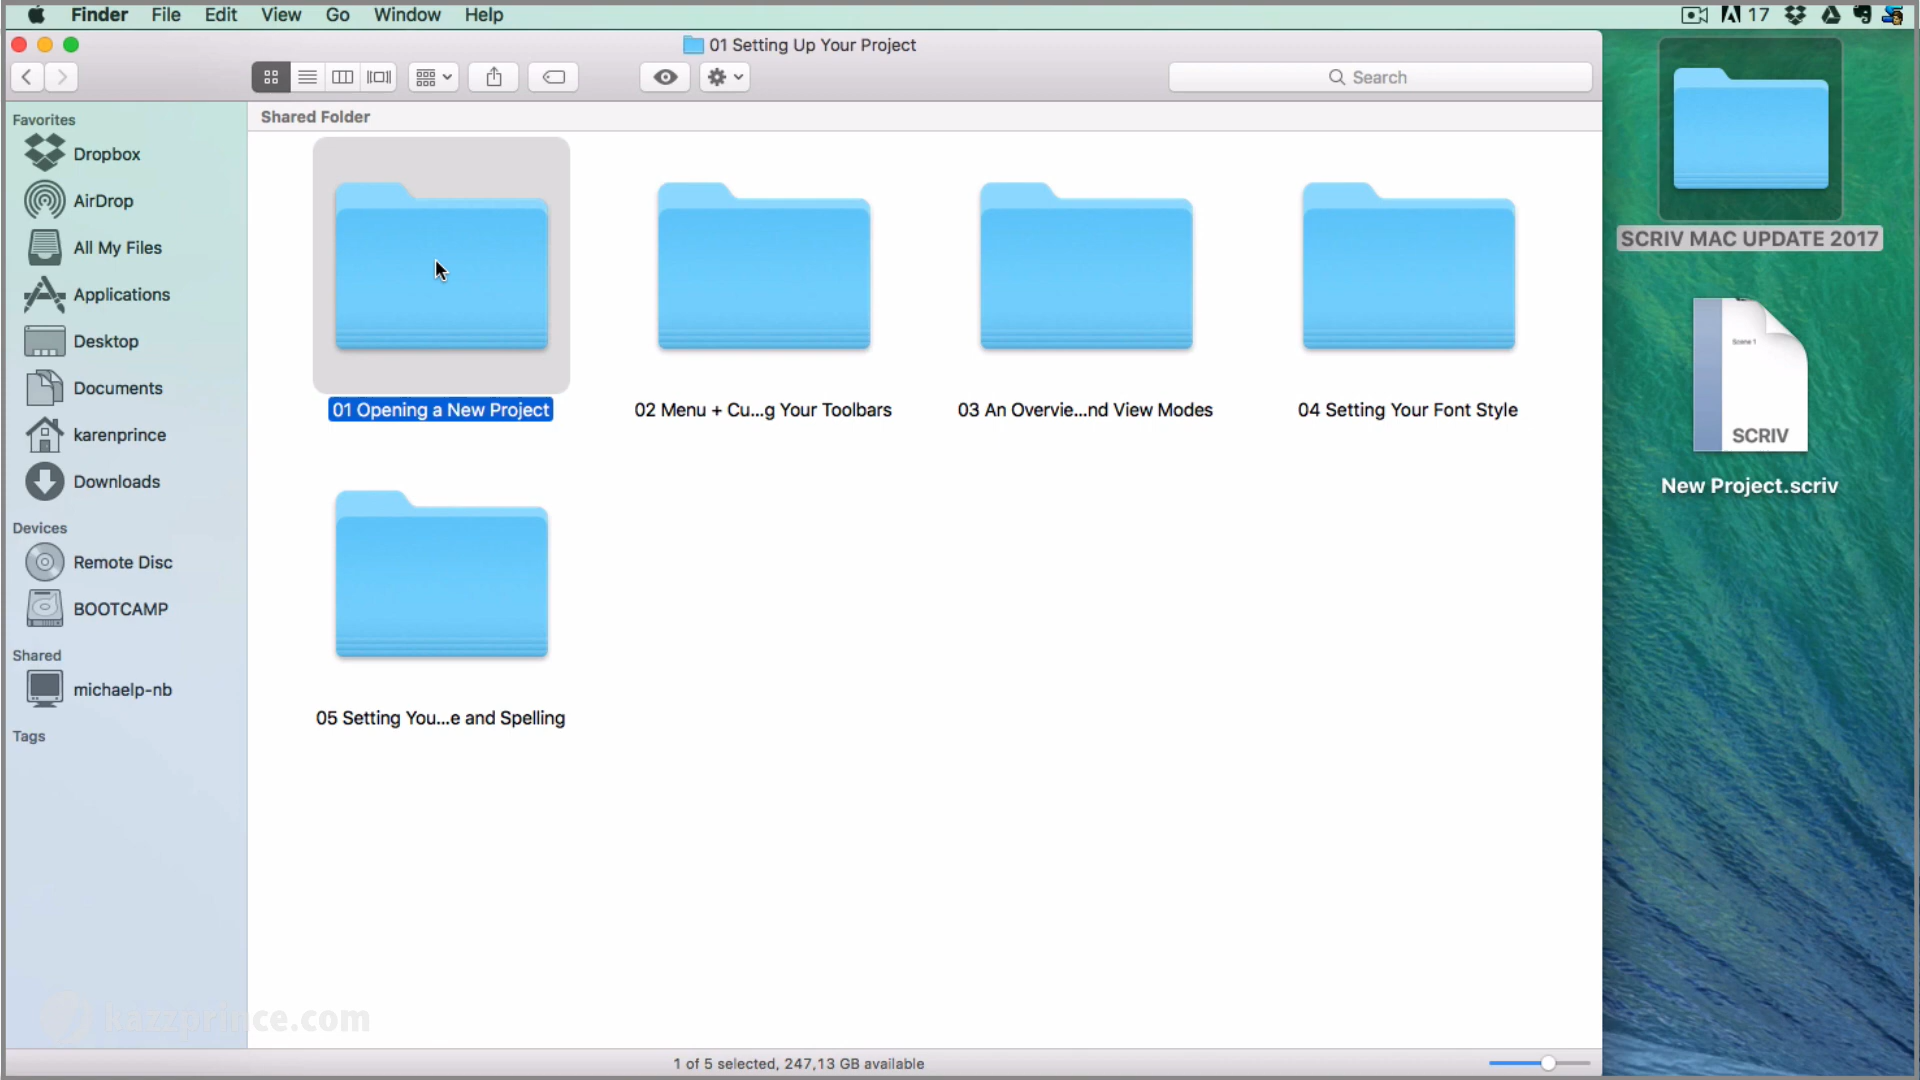 Finder File Edit View Go Window Help
17
01 Setting Up Your Project
Search
Favorites
Dropbox
AirDrop
All My Files
Applications
Desktop
Documents
karenprince
Downloads
Devices
Remote Disc
BOOTCAMP
Shared
michaelp-nb
Tags
Shared Folder
01 Opening a New Project
02 Menu + Cu...g Your Toolbars
03 An Overvie...nd View Modes
04 Setting Your Font Style
05 Setting You...e and Spelling
SCRIV MAC UPDATE 2017
Scene 1
SCRIV
New Project.scriv
kazzprince.com
1 of 5 selected, 247,13 GB available